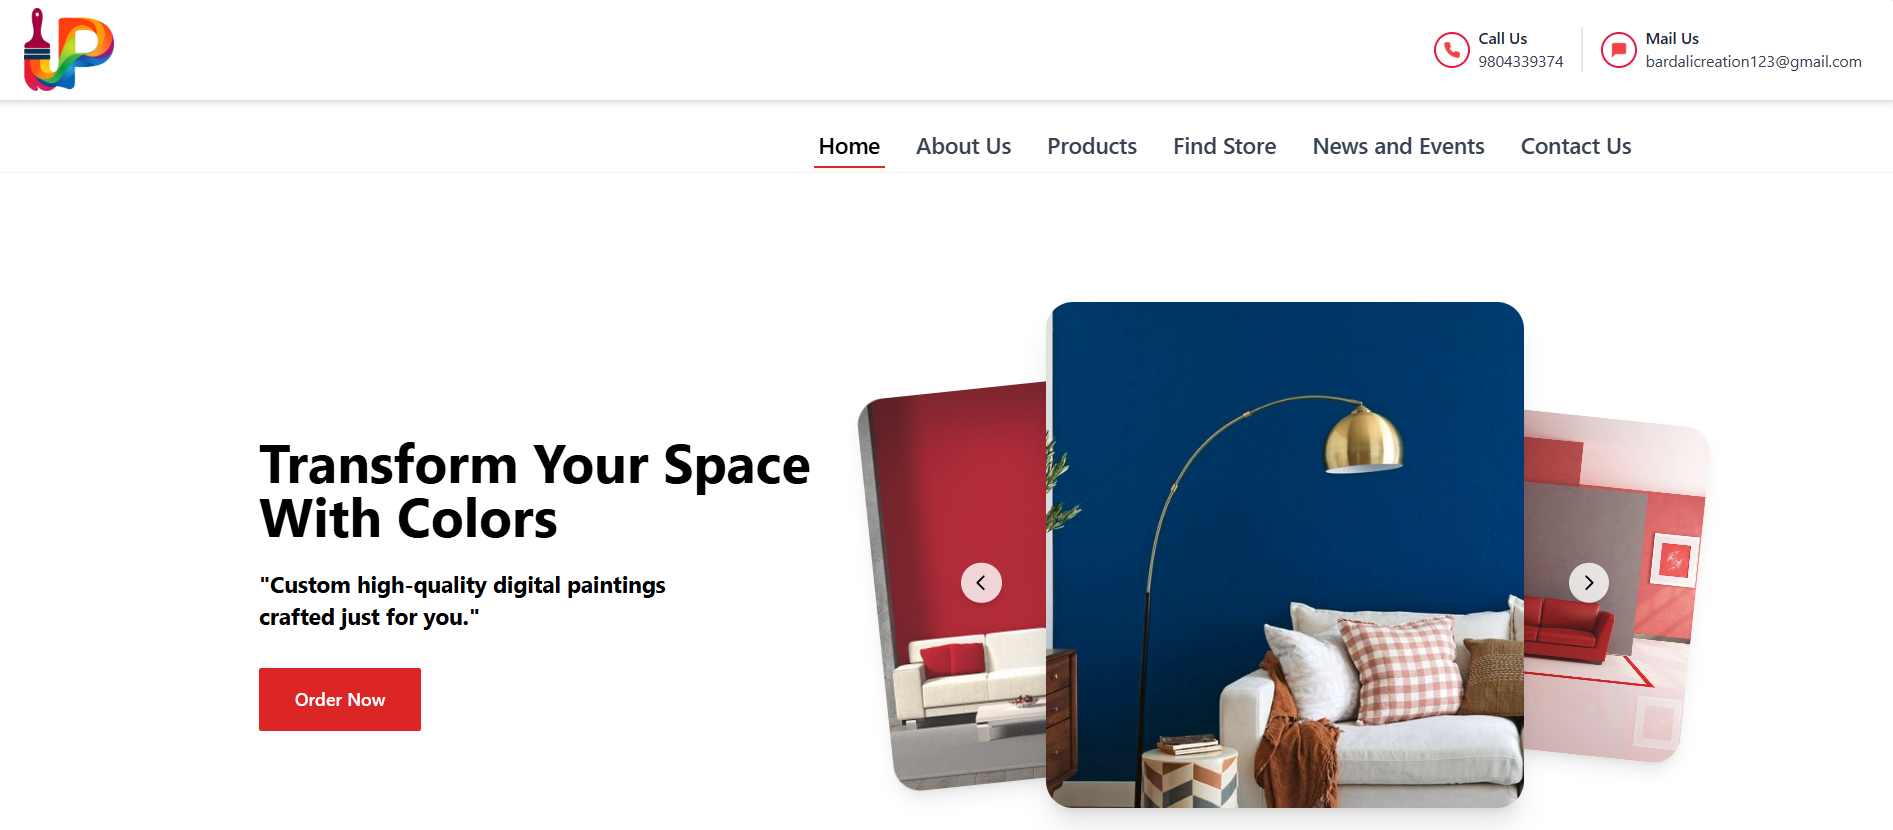 Call Us
9804339374
Mail Us
bardalicreation123@gmail.com
Home About Us Products Find Store News and Events Contact Us
Transform Your Space
With Colors
"Custom high-quality digital paintings
crafted just for you."
Order Now